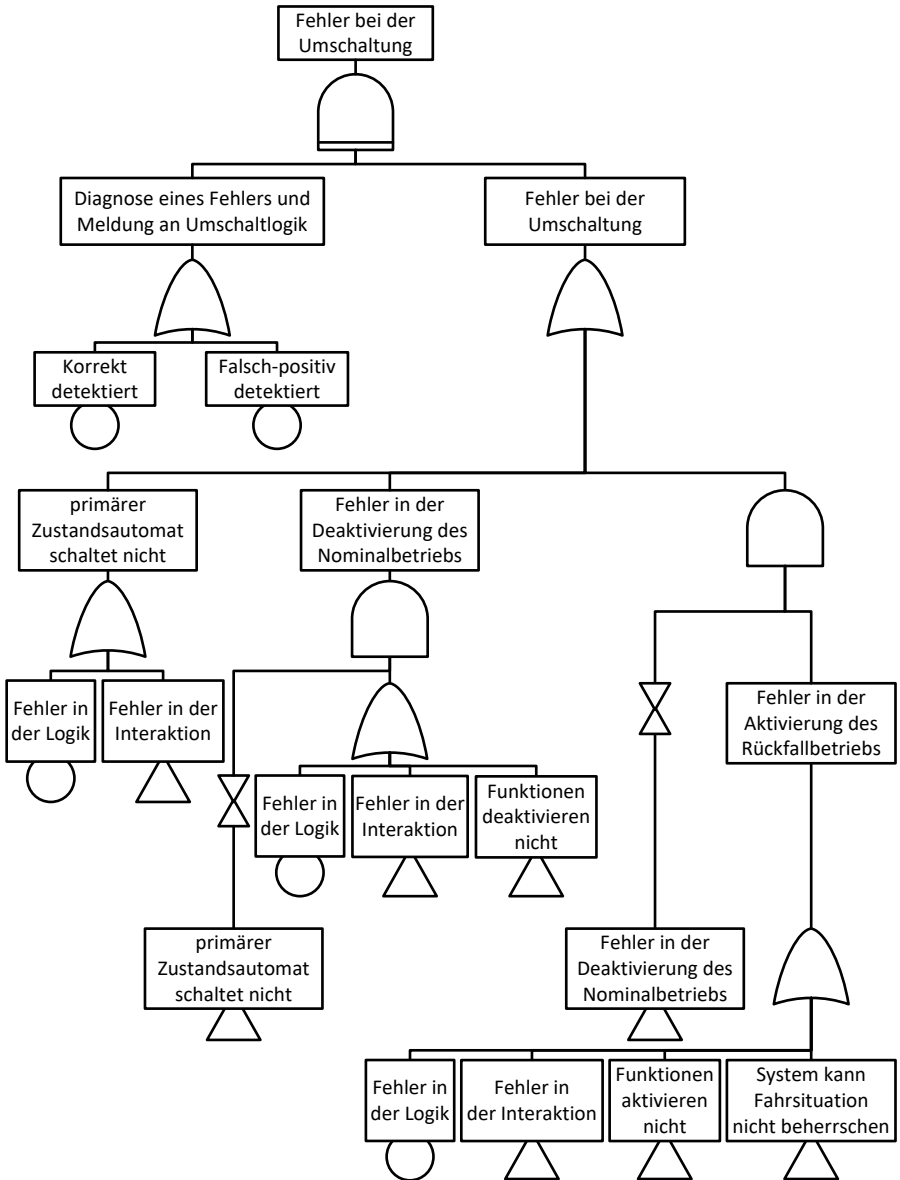 Fehler bei der
Umschaltung
Diagnose eines Fehlers und
Meldung an Umschaltlogik
Fehler bei der
Umschaltung
Korrekt
detektiert
Falsch-positiv
detektiert
primärer
Zustandsautomat
schaltet nicht
Fehler in der
Deaktivierung des
Nominalbetriebs
Fehler in
der Logik
Fehler in der
Interaktion
Fehler in der
Aktivierung des
Rückfallbetriebs
Fehler in
der Logik
Fehler in der
Interaktion
Funktionen
deaktivieren
nicht
primärer
Zustandsautomat
schaltet nicht
Fehler in der
Deaktivierung des
Nominalbetriebs
Fehler in
der Logik
Fehler in
der Interaktion
Funktionen
aktivieren
nicht
System kann
Fahrsituation
nicht beherrschen